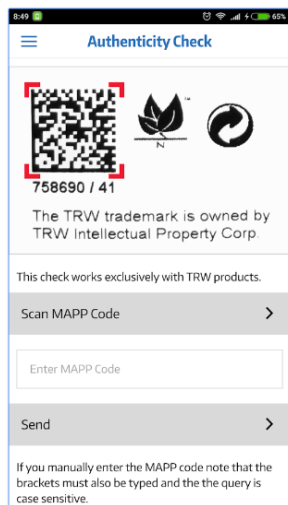 8:49 65%
Authenticity Check
TM
N
758690 / 41
The TRW trademark is owned by
TRW Intellectual Property Corp.
This check works exclusively with TRW products.
Scan MAPP Code
Enter MAPP Code
Send
If you manually enter the MAPP code note that the
brackets must also be typed and the the query is
case sensitive.